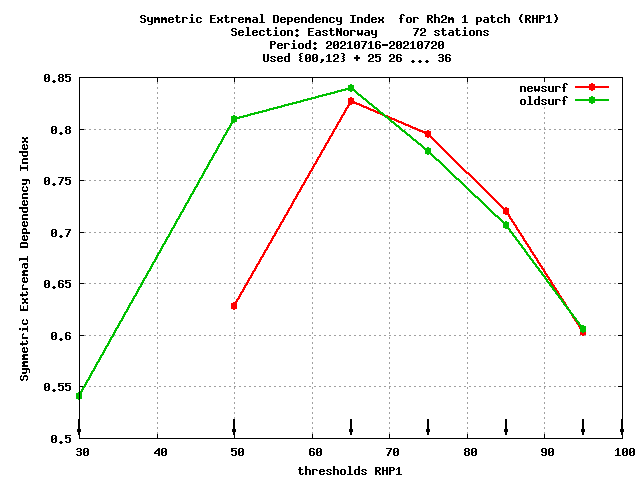 Symmetric Extremal Dependency Index  for Rh2m 1 patch (RHP1)
Selection: EastNorway     72 stations
Period: 20210716-20210720
Used {00,12} + 25 26 ... 36
newsurf
oldsurf
Symmetric Extremal Dependency Index
0.85
0.8
0.75
0.7
0.65
0.6
0.55
0.5
30 40 50 60 70 80 90 100
thresholds RHP1